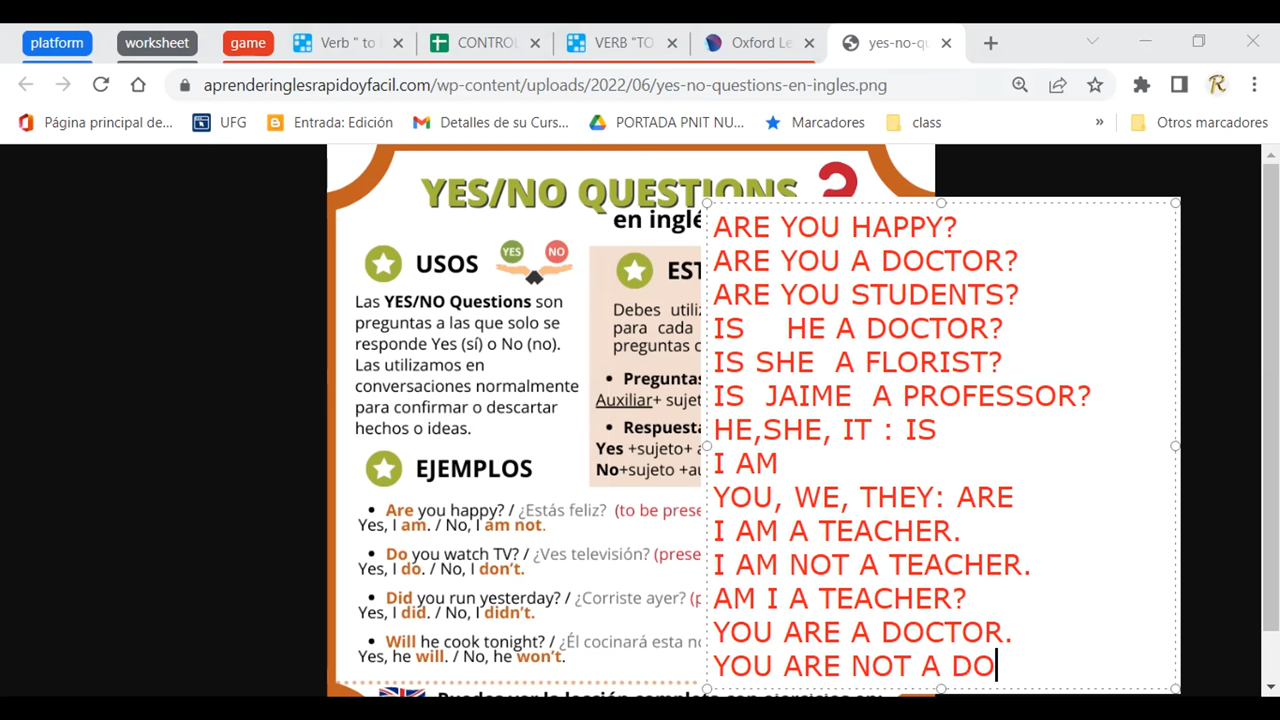 platform
worksheet
game
Verb " to
CONTROL
VERB "TO
Oxford Le
yes-no-qu
aprenderinglesrapidoyfacil.com/wp-content/uploads/2022/06/yes-no-questions-en-ingles.png
Página principal de...
UFG
Entrada: Edición
Detalles de su Curs...
PORTADA PNIT NU...
Marcadores
class
»
Otros marcadores
YES/NO QUESTIONS
en inglé
USOS
YES
NO
Las YES/NO Questions son
preguntas a las que solo se
responde Yes (sí) o No (no).
Las utilizamos en
conversaciones normalmente
para confirmar o descartar
hechos o ideas.
EST
Debes utiliz
para cada
preguntas c
• Preguntas
Auxiliar+ sujet
• Respuesta
Yes +sujeto+ a
No+sujeto +au
EJEMPLOS
• Are you happy? / ¿Estás feliz? (to be prese
Yes, I am. / No, I am not.
• Do you watch TV? / ¿Ves televisión? (prese
Yes, I do. / No, I don't.
• Did you run yesterday? / ¿Corriste ayer? (p
Yes, I did. / No, I didn't.
• Will he cook tonight? / ¿Él cocinará esta no
Yes, he will. / No, he won't.
ARE YOU HAPPY?
ARE YOU A DOCTOR?
ARE YOU STUDENTS?
IS HE A DOCTOR?
IS SHE A FLORIST?
IS JAIME A PROFESSOR?
HE,SHE, IT : IS
I AM
YOU, WE, THEY: ARE
I AM A TEACHER.
I AM NOT A TEACHER.
AM I A TEACHER?
YOU ARE A DOCTOR.
YOU ARE NOT A DO